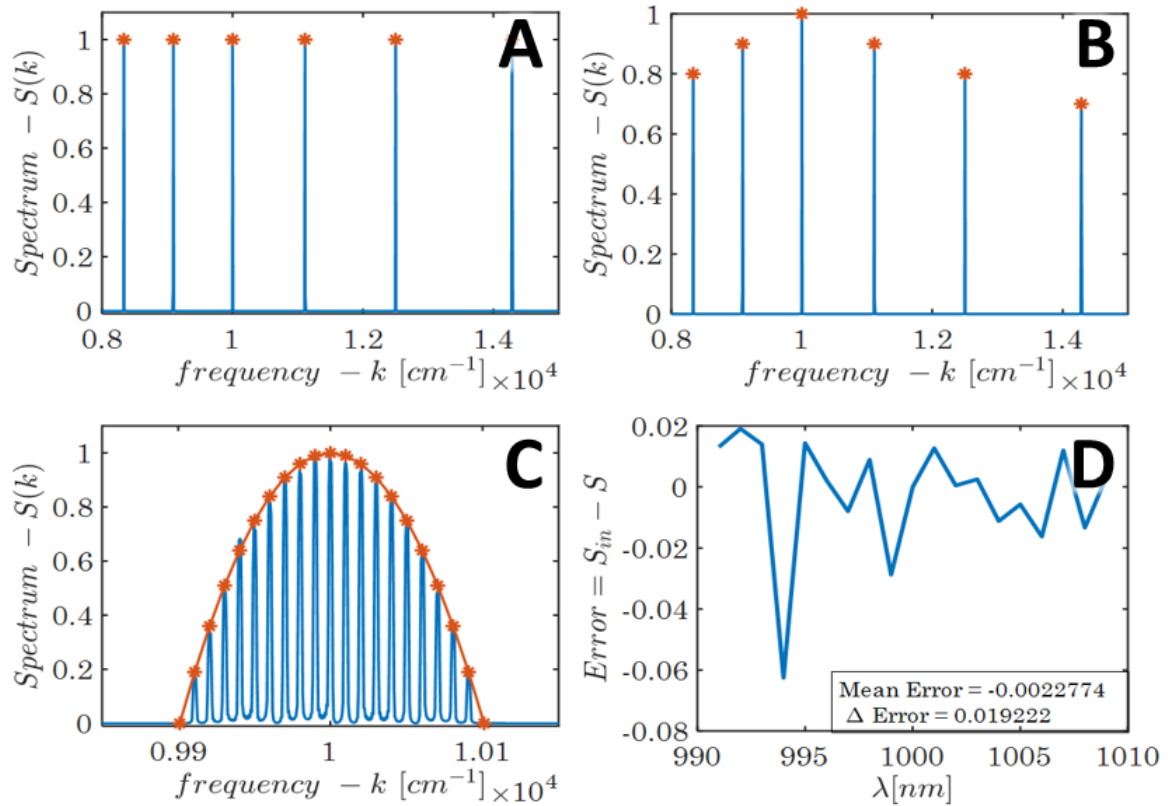 A
1
0.8
0.6
0.4
0.2
0
Spectrum − S(k)
0.8 1 1.2 1.4
frequency − k [cm⁻¹] ×10⁴
B
1
0.8
0.6
0.4
0.2
0
Spectrum − S(k)
0.8 1 1.2 1.4
frequency − k [cm⁻¹] ×10⁴
C
1
0.8
0.6
0.4
0.2
0
Spectrum − S(k)
0.99 1 1.01
frequency − k [cm⁻¹] ×10⁴
D
0.02
0
-0.02
-0.04
-0.06
-0.08
Error = S_in − S
Mean Error = -0.0022774
Δ Error = 0.019222
990 995 1000 1005 1010
λ[nm]